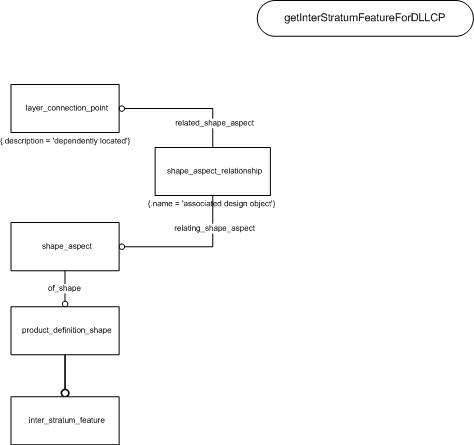 getInterStratumFeatureForDLLCP
layer_connection_point
related_shape_aspect
{.description = 'dependently located'}
shape_aspect_relationship
{.name = 'associated design object'}
relating_shape_aspect
shape_aspect
of_shape
product_definition_shape
inter_stratum_feature